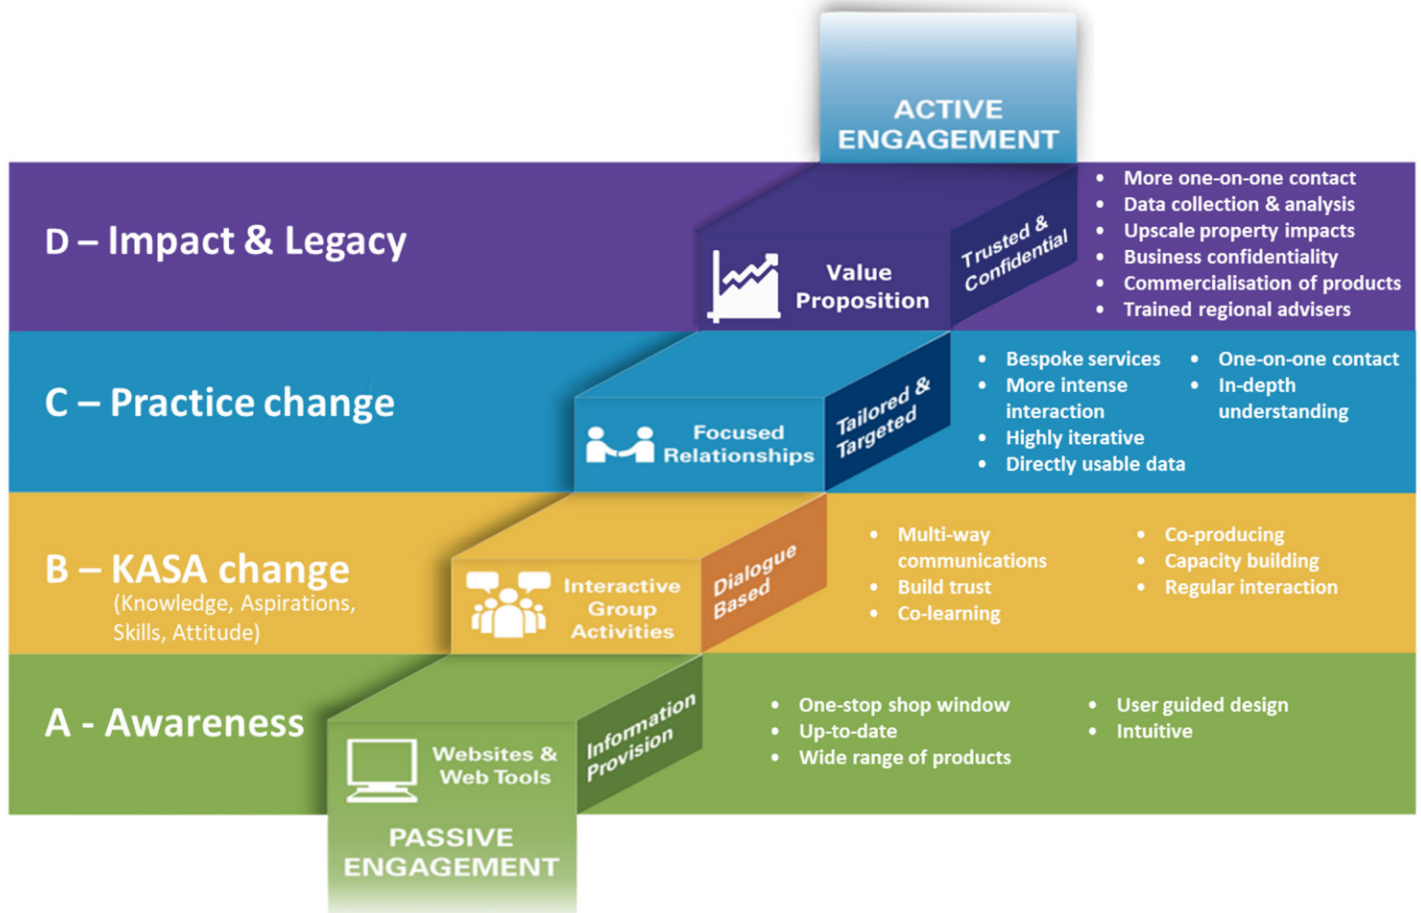 ACTIVE
ENGAGEMENT
D – Impact & Legacy
Value
Proposition
Trusted &
Confidential
• More one-on-one contact
• Data collection & analysis
• Upscale property impacts
• Business confidentiality
• Commercialisation of products
• Trained regional advisers
C – Practice change
Focused
Relationships
Tailored &
Targeted
• Bespoke services
• More intense
interaction
• Highly iterative
• Directly usable data
• One-on-one contact
• In-depth
understanding
B – KASA change
(Knowledge, Aspirations,
Skills, Attitude)
Interactive
Group
Activities
Dialogue
Based
• Multi-way
communications
• Build trust
• Co-learning
• Co-producing
• Capacity building
• Regular interaction
A - Awareness
Websites &
Web Tools
Information
Provision
• One-stop shop window
• Up-to-date
• Wide range of products
• User guided design
• Intuitive
PASSIVE
ENGAGEMENT